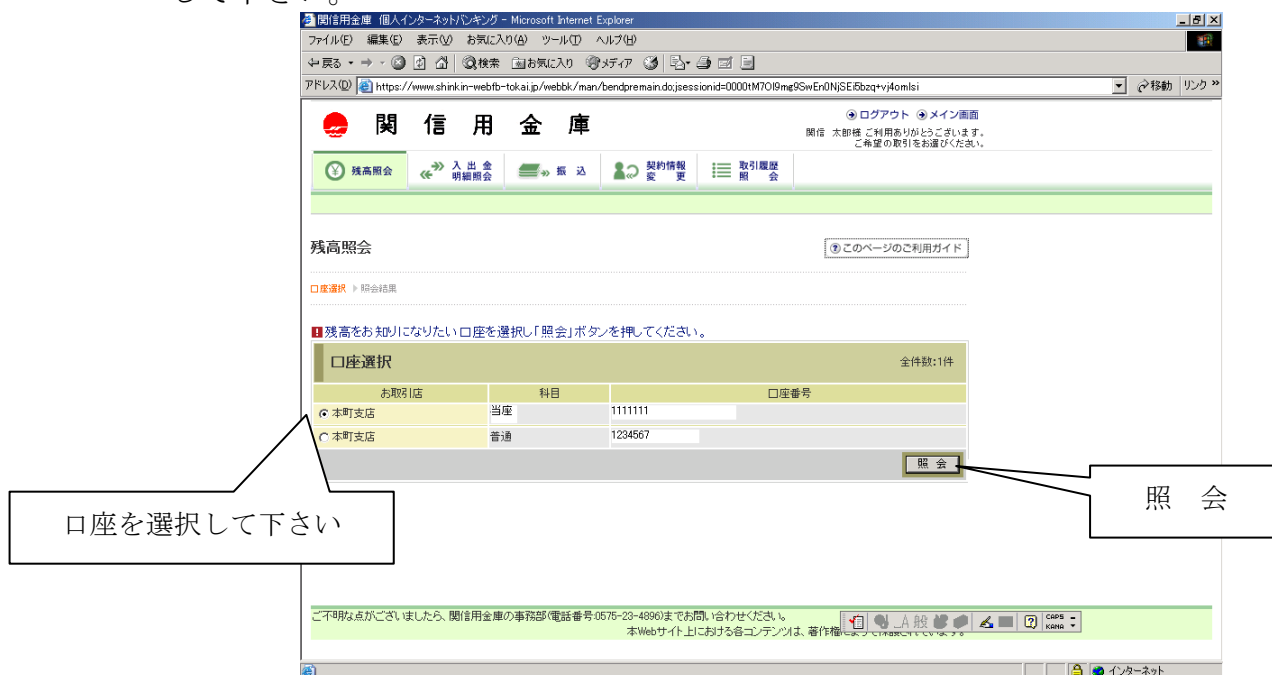 して下さい。
関信用金庫 個人インターネットバンキング - Microsoft Internet Explorer
ファイル(F) 編集(E) 表示(V) お気に入り(A) ツール(T) ヘルプ(H)
戻る 検索 お気に入り メディア
アドレス(D) https://www.shinkin-webfb-tokai.jp/webbk/man/bendpremain.do;jsessionid=0000tM7OI9mg9SwEn0NjSEi5bzq+vj4omlsi 移動 リンク »
関 信 用 金 庫
ログアウト メイン画面
関信 太郎様 ご利用ありがとうございます。
ご希望の取引をお選びください。
残高照会 入出金明細照会 振込 契約情報変更 取引履歴照会
残高照会 このページのご利用ガイド
口座選択 照会結果
残高をお知りになりたい口座を選択し「照会」ボタンを押してください。
口座選択 全件数:1件
お取引店 科目 口座番号
本町支店 当座 1111111
本町支店 普通 1234567
照 会
照 会
口座を選択して下さい
ご不明な点がございましたら、関信用金庫の事務部(電話番号:0575-23-4896)までお問い合わせください。
本Webサイト上における各コンテンツは、著作権によって保護されています。
A 般 CAPS KANA
インターネット